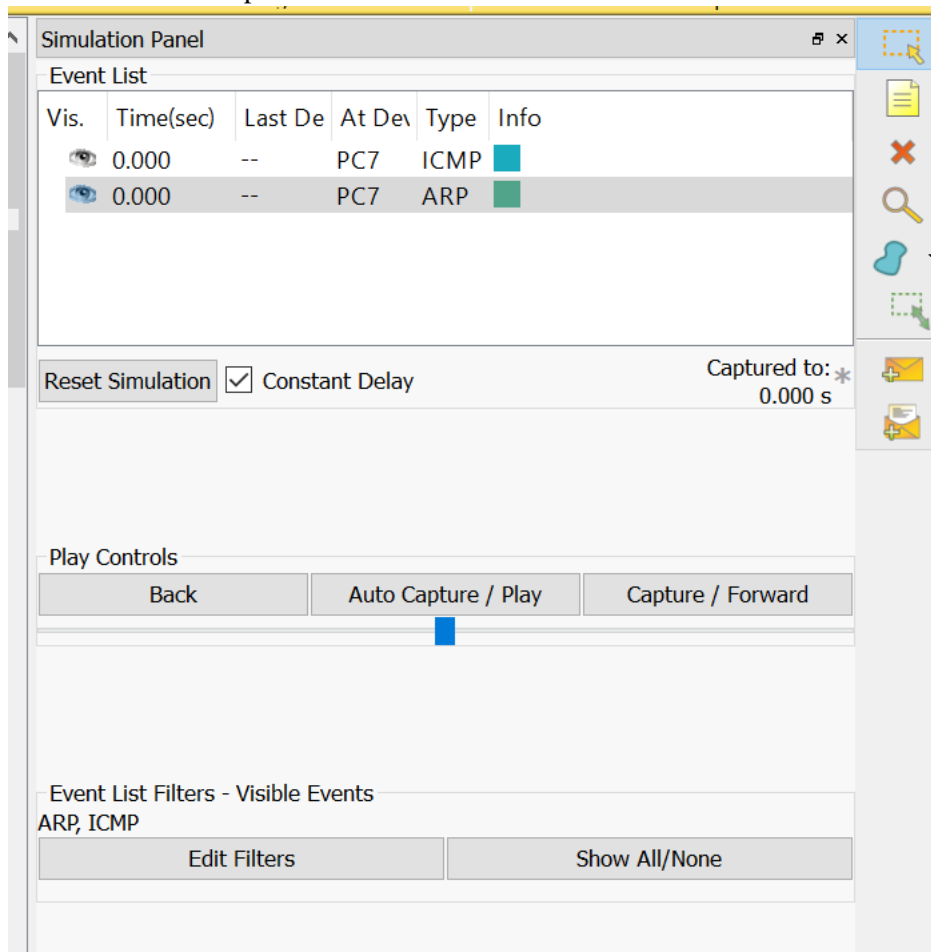 Simulation Panel
Event List
Vis. Time(sec) Last De At Dev Type Info
0.000 -- PC7 ICMP
0.000 -- PC7 ARP
Reset Simulation Constant Delay Captured to: *
0.000 s
Play Controls
Back Auto Capture / Play Capture / Forward
Event List Filters - Visible Events
ARP, ICMP
Edit Filters Show All/None